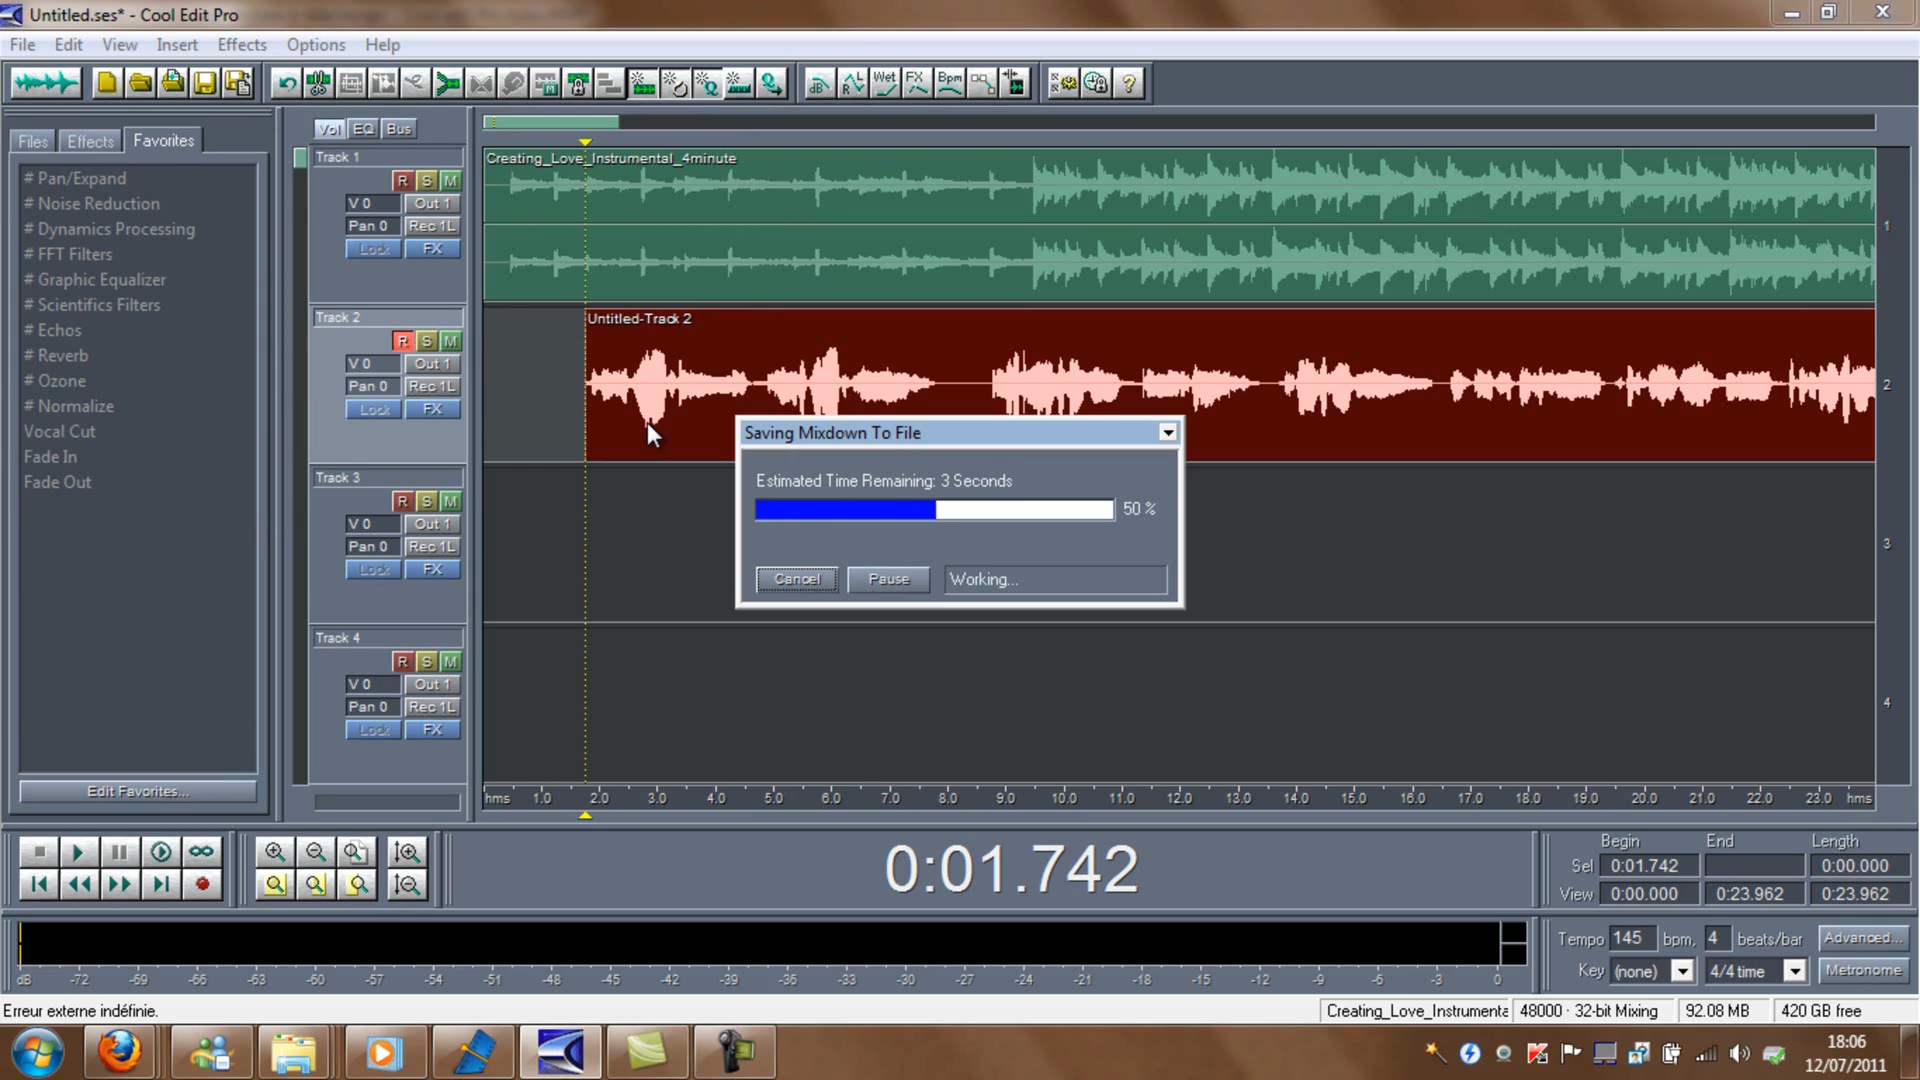 Untitled.ses* - Cool Edit Pro
File Edit View Insert Effects Options Help
Wet FX Bpm
Files Effects Favorites
Vol EQ Bus
# Pan/Expand
# Noise Reduction
# Dynamics Processing
# FFT Filters
# Graphic Equalizer
# Scientifics Filters
# Echos
# Reverb
# Ozone
# Normalize
Vocal Cut
Fade In
Fade Out
Edit Favorites...
Track 1
R S M
V 0 Out 1
Pan 0 Rec 1L
Lock FX
Track 2
R S M
V 0 Out 1
Pan 0 Rec 1L
Lock FX
Track 3
R S M
V 0 Out 1
Pan 0 Rec 1L
Lock FX
Track 4
R S M
V 0 Out 1
Pan 0 Rec 1L
Lock FX
Creating_Love_Instrumental_4minute
1
Untitled-Track 2
2
3
4
Saving Mixdown To File
Estimated Time Remaining: 3 Seconds
50 %
Cancel Pause Working...
hms 1.0 2.0 3.0 4.0 5.0 6.0 7.0 8.0 9.0 10.0 11.0 12.0 13.0 14.0 15.0 16.0 17.0 18.0 19.0 20.0 21.0 22.0 23.0 hms
0:01.742
Begin End Length
Sel 0:01.742 0:00.000
View 0:00.000 0:23.962 0:23.962
dB -72 -69 -66 -63 -60 -57 -54 -51 -48 -45 -42 -39 -36 -33 -30 -27 -24 -21 -18 -15 -12 -9 -6 -3 0
Tempo 145 bpm, 4 beats/bar Advanced...
Key (none) 4/4 time Metronome
Erreur externe indéfinie.
Creating_Love_Instrumenta 48000 · 32-bit Mixing 92.08 MB 420 GB free
18:06
12/07/2011